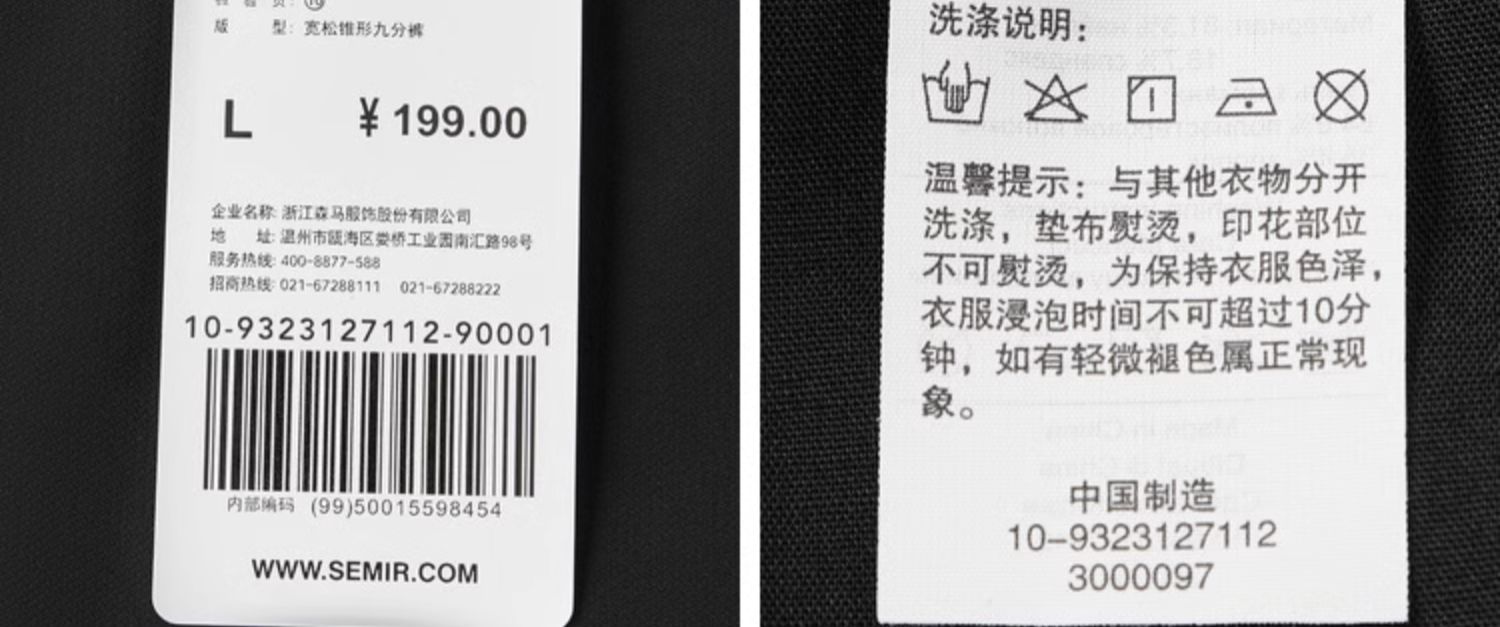 版 型: 宽松锥形九分裤
L ¥ 199.00
企业名称: 浙江森马服饰股份有限公司
地 址: 温州市瓯海区娄桥工业园南汇路98号
服务热线: 400-8877-588
招商热线: 021-67288111 021-67288222
10-9323127112-90001
内部编码 (99)50015598454
WWW.SEMIR.COM
洗涤说明:
温馨提示: 与其他衣物分开
洗涤, 垫布熨烫, 印花部位
不可熨烫, 为保持衣服色泽,
衣服浸泡时间不可超过10分
钟, 如有轻微褪色属正常现
象。
中国制造
10-9323127112
3000097